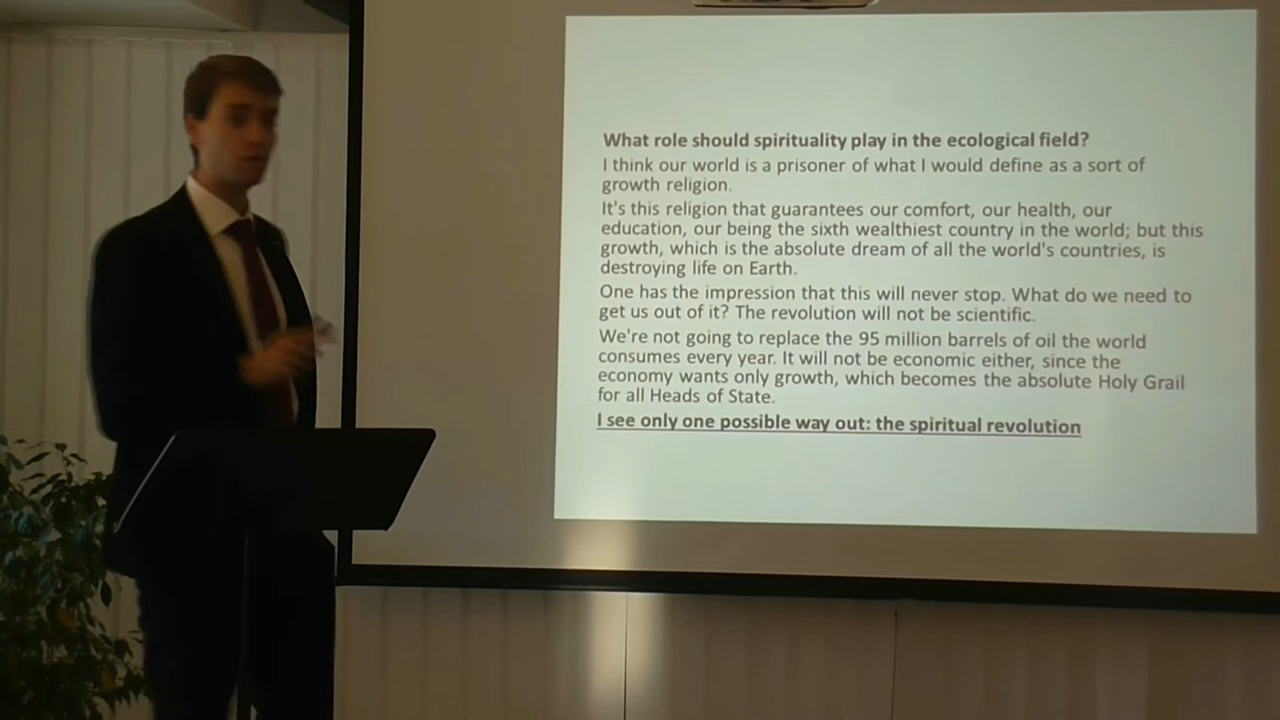 What role should spirituality play in the ecological field?
I think our world is a prisoner of what I would define as a sort of
growth religion.
It's this religion that guarantees our comfort, our health, our
education, our being the sixth wealthiest country in the world; but this
growth, which is the absolute dream of all the world's countries, is
destroying life on Earth.
One has the impression that this will never stop. What do we need to
get us out of it? The revolution will not be scientific.
We're not going to replace the 95 million barrels of oil the world
consumes every year. It will not be economic either, since the
economy wants only growth, which becomes the absolute Holy Grail
for all Heads of State.
I see only one possible way out: the spiritual revolution